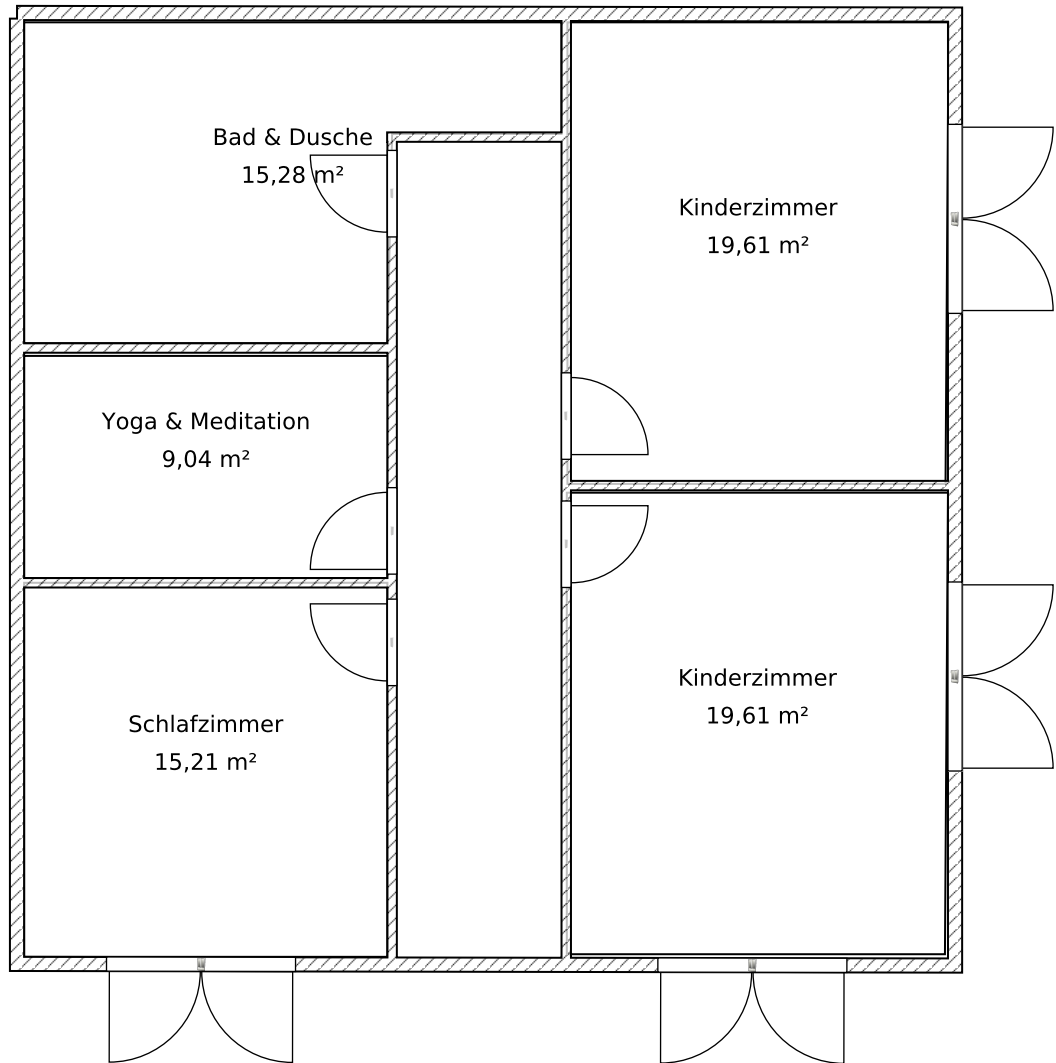 Bad & Dusche
15,28 m²
Kinderzimmer
19,61 m²
Yoga & Meditation
9,04 m²
Kinderzimmer
19,61 m²
Schlafzimmer
15,21 m²